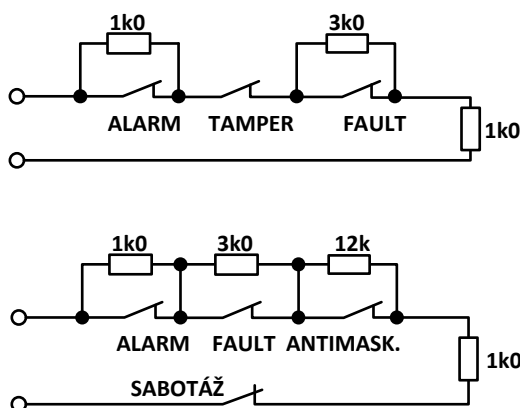 1k0 3k0
ALARM TAMPER FAULT
1k0
1k0 3k0 12k
ALARM FAULT ANTIMASK.
1k0
SABOTÁŽ